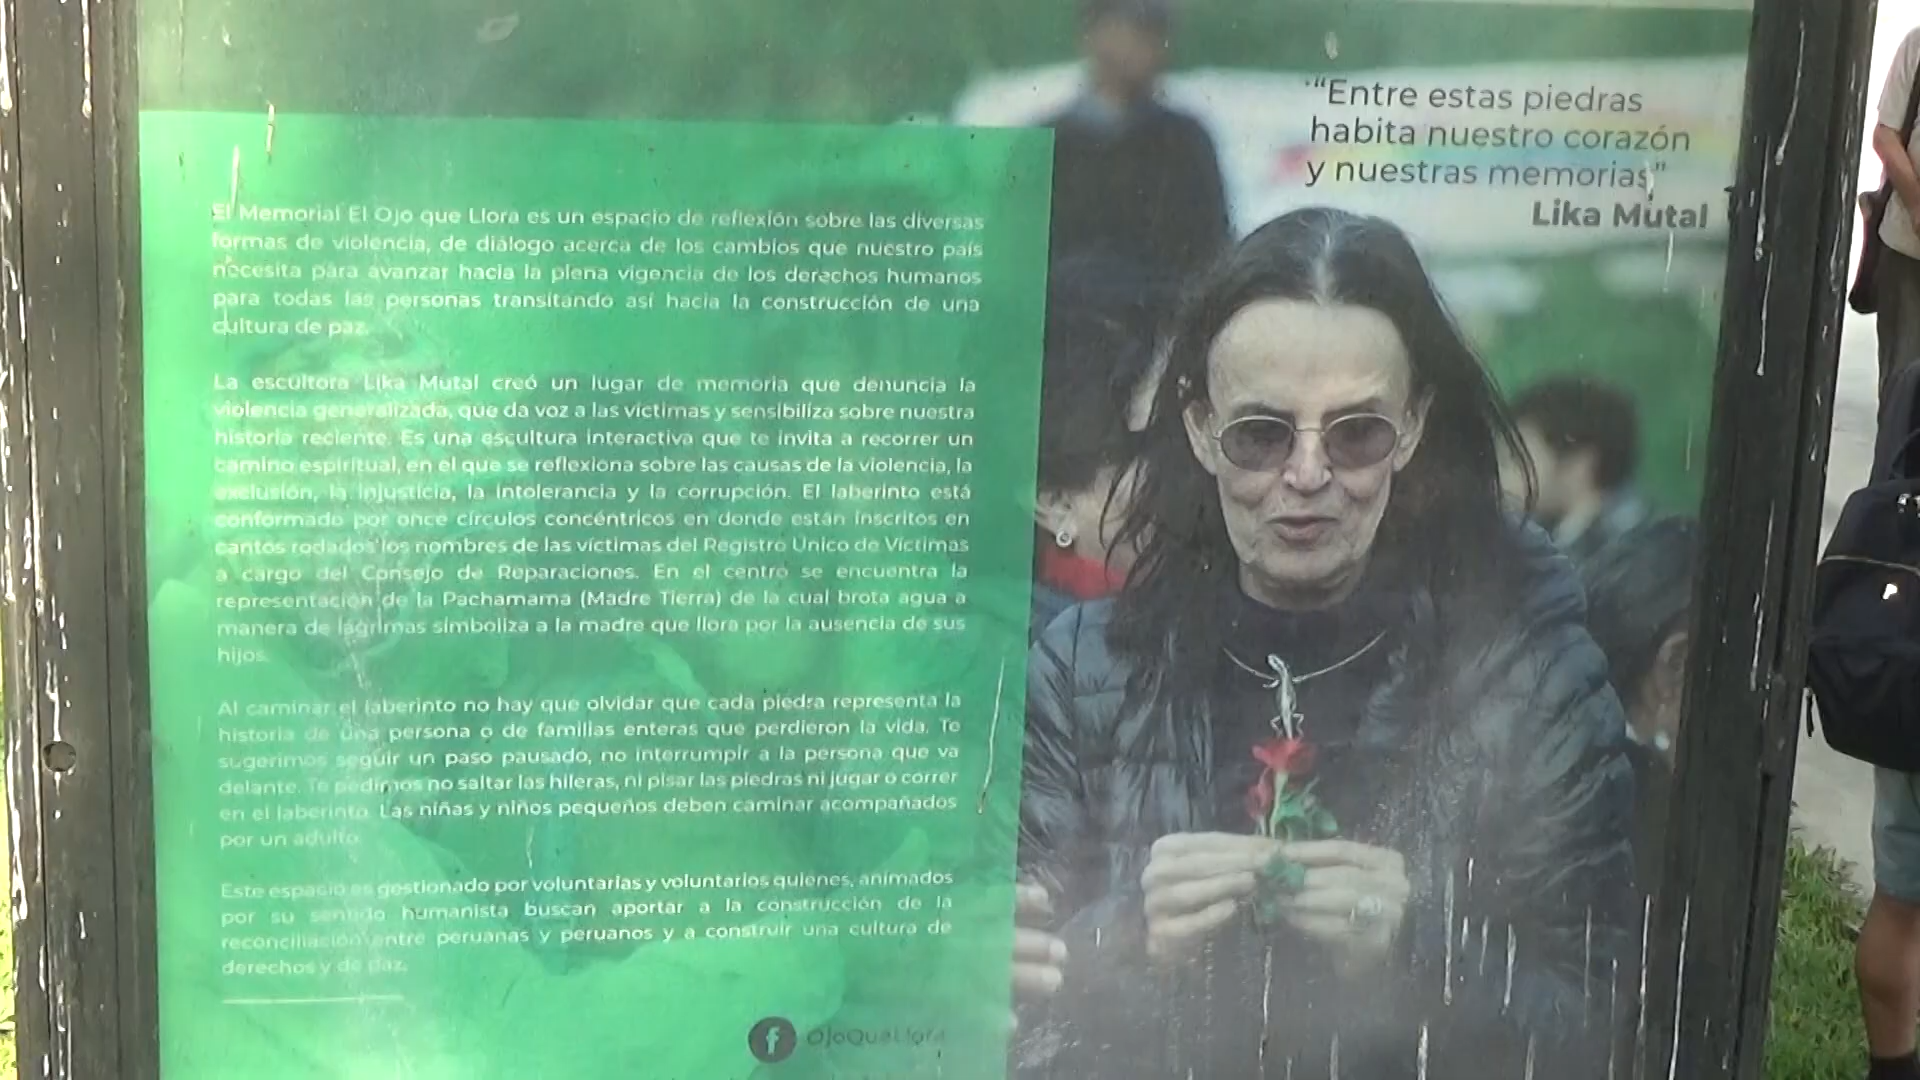 “Entre estas piedras
habita nuestro corazón
y nuestras memorias”
Lika Mutal
El Memorial El Ojo que Llora es un espacio de reflexión sobre las diversas
formas de violencia, de diálogo acerca de los cambios que nuestro país
necesita para avanzar hacia la plena vigencia de los derechos humanos
para todas las personas transitando así hacia la construcción de una
cultura de paz.
La escultora Lika Mutal creó un lugar de memoria que denuncia la
violencia generalizada, que da voz a las víctimas y sensibiliza sobre nuestra
historia reciente. Es una escultura interactiva que te invita a recorrer un
camino espiritual, en el que se reflexiona sobre las causas de la violencia, la
exclusión, la injusticia, la intolerancia y la corrupción. El laberinto está
conformado por once círculos concéntricos en donde están inscritos en
cantos rodados los nombres de las víctimas del Registro Unico de Víctimas
a cargo del Consejo de Reparaciones. En el centro se encuentra la
representación de la Pachamama (Madre Tierra) de la cual brota agua a
manera de lágrimas simboliza a la madre que llora por la ausencia de sus
hijos.
Al caminar el laberinto no hay que olvidar que cada piedra representa la
historia de una persona o de familias enteras que perdieron la vida. Te
sugerimos seguir un paso pausado, no interrumpir a la persona que va
delante. Te pedimos no saltar las hileras, ni pisar las piedras ni jugar o correr
en el laberinto. Las niñas y niños pequeños deben caminar acompañados
por un adulto.
Este espacio es gestionado por voluntarias y voluntarios quienes, animados
por su sentido humanista buscan aportar a la construcción de la
reconciliación entre peruanas y peruanos y a construir una cultura de
derechos y de paz.
f OjoQueLlora